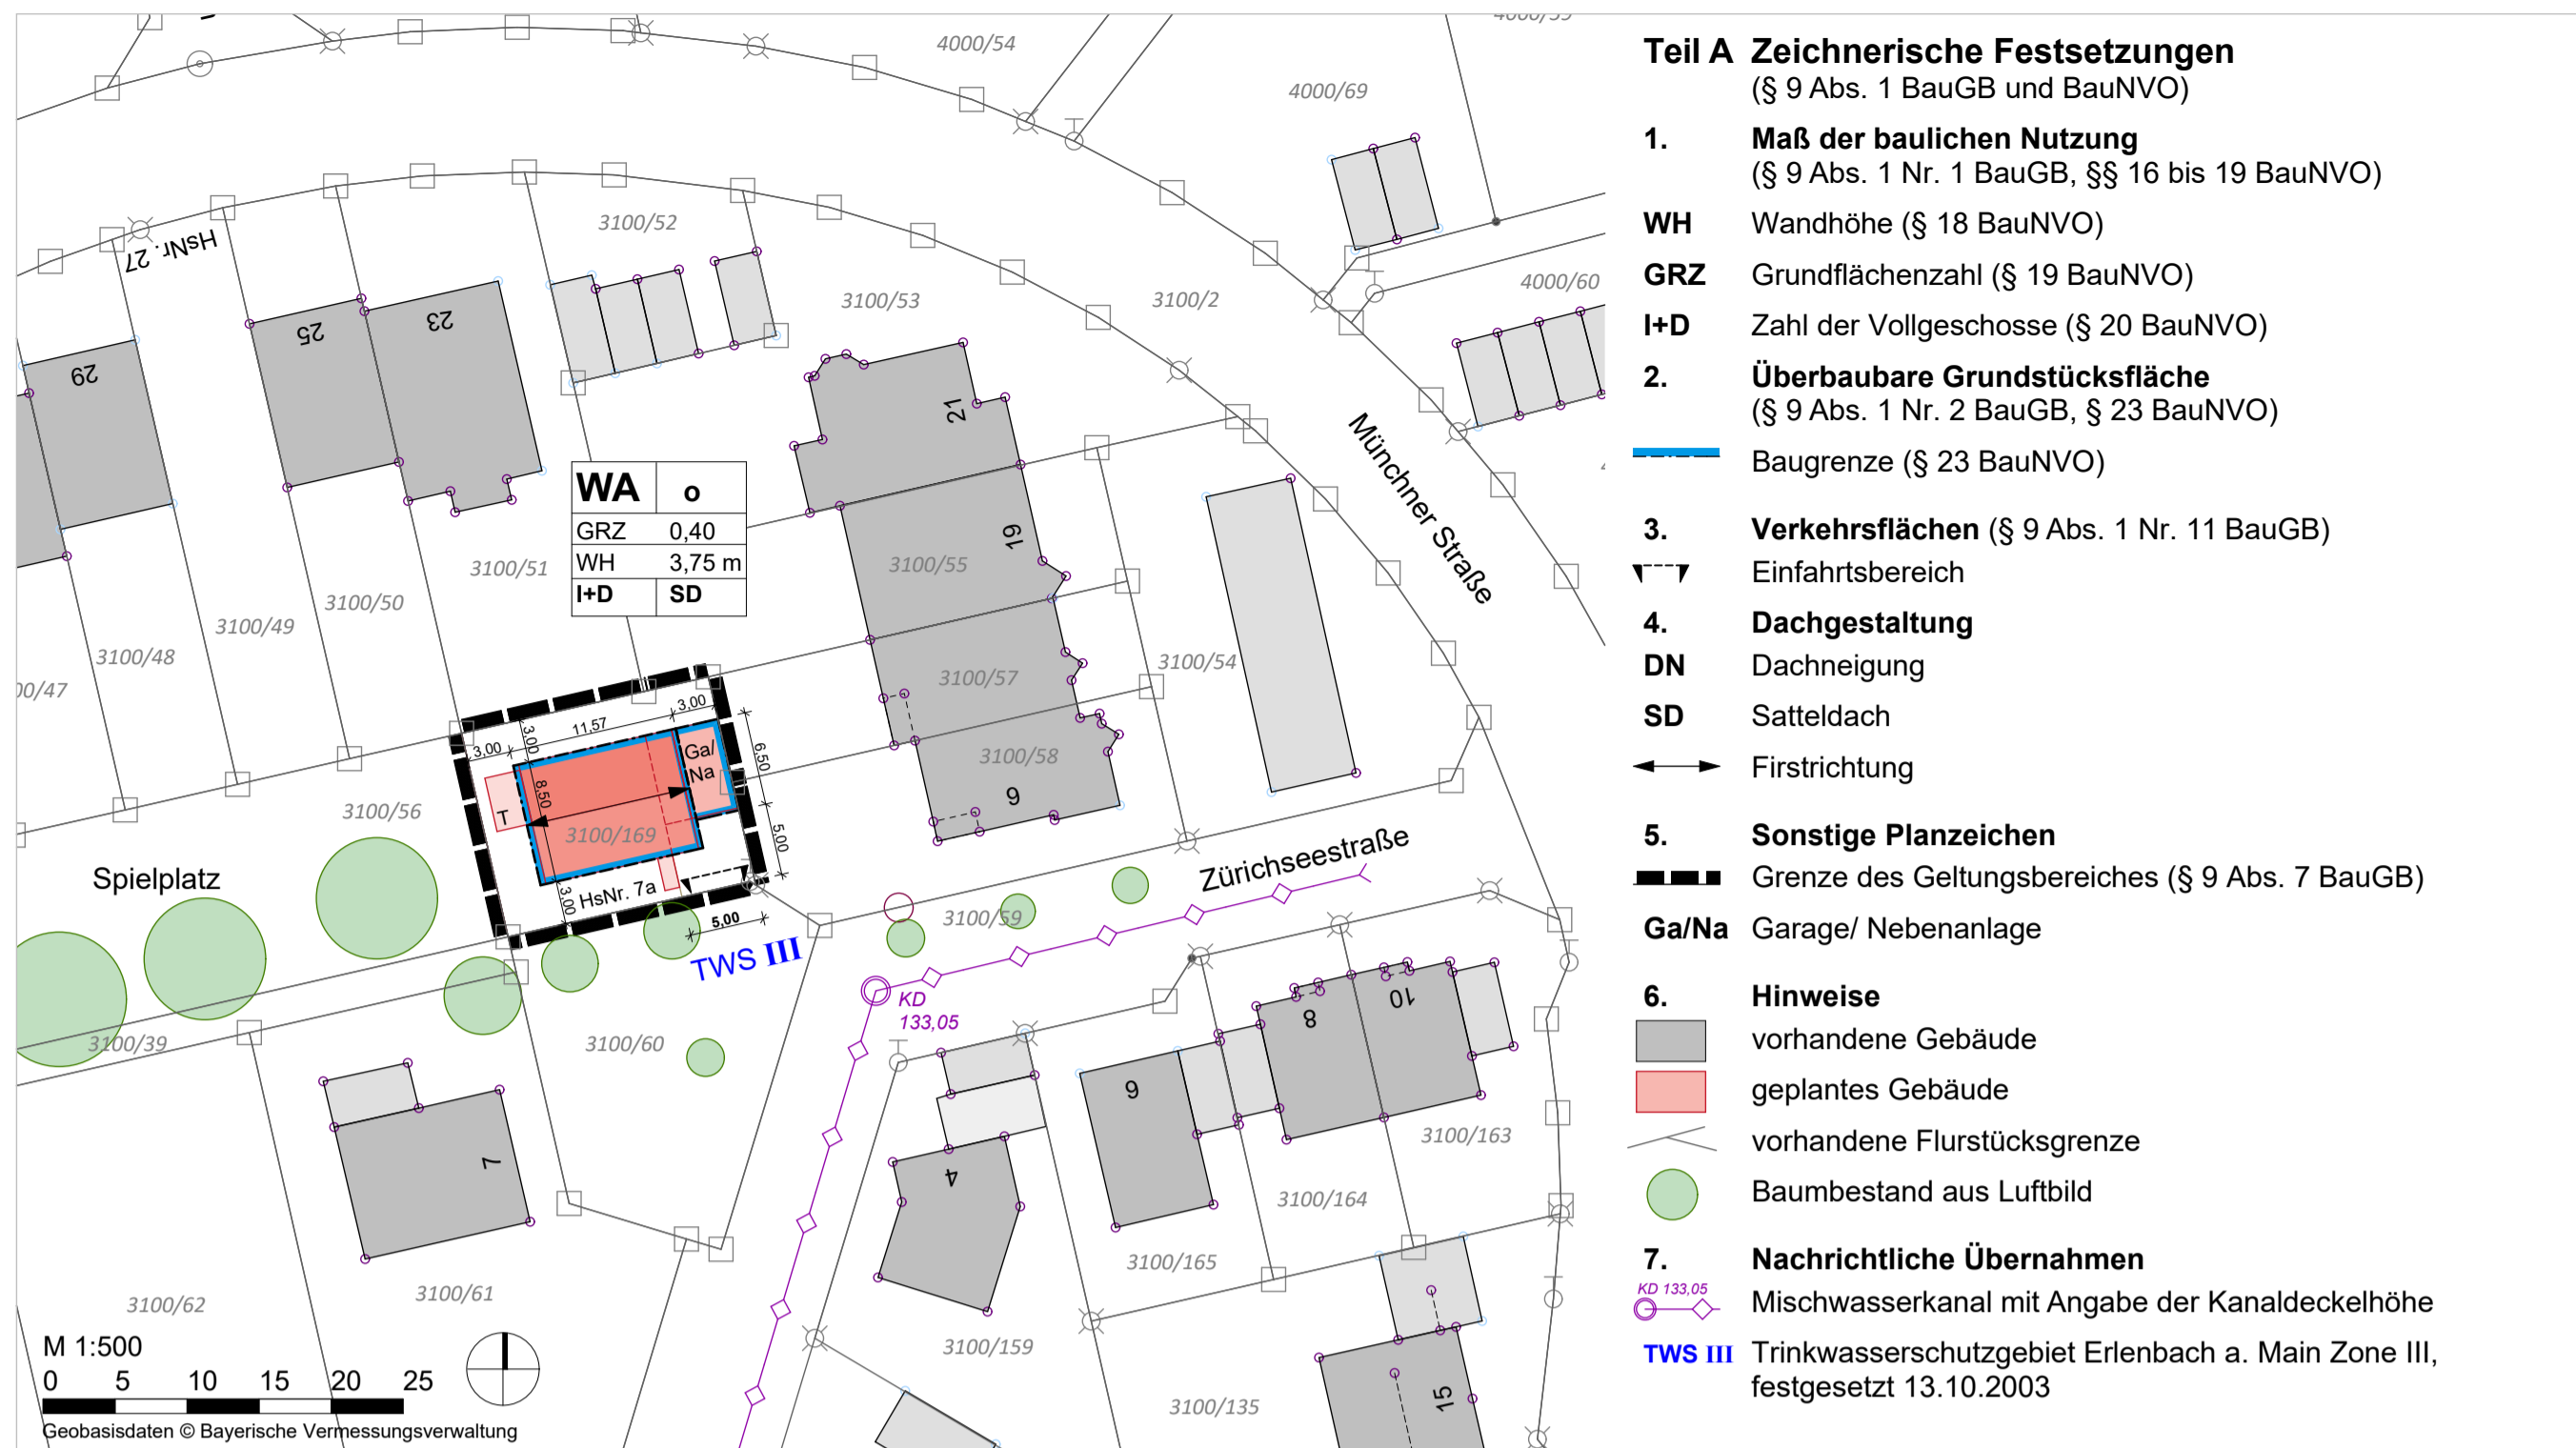 4000/54
4000/69
HsNr. 27
3100/52
3100/53
3100/2
4000/60
29
25
23
21
19
Münchner Straße
WA o
GRZ 0,40
WH 3,75 m
I+D SD
3100/51
3100/50
3100/49
3100/48
00/47
3100/55
3100/57
3100/54
3100/58
9
3,00
11,57
3,00
3,00
Ga/
Na
6,50
8,50
T
3100/169
5,00
3,00
HsNr. 7a
5,00
3100/56
Spielplatz
TWS III
Zürichseestraße
3100/59
KD
133,05
3100/39
3100/60
7
4
6
8
10
3100/163
3100/164
3100/165
3100/62
3100/61
3100/159
3100/135
15
M 1:500
0 5 10 15 20 25
Geobasisdaten © Bayerische Vermessungsverwaltung
Teil A Zeichnerische Festsetzungen
(§ 9 Abs. 1 BauGB und BauNVO)
1. Maß der baulichen Nutzung
(§ 9 Abs. 1 Nr. 1 BauGB, §§ 16 bis 19 BauNVO)
WH Wandhöhe (§ 18 BauNVO)
GRZ Grundflächenzahl (§ 19 BauNVO)
I+D Zahl der Vollgeschosse (§ 20 BauNVO)
2. Überbaubare Grundstücksfläche
(§ 9 Abs. 1 Nr. 2 BauGB, § 23 BauNVO)
Baugrenze (§ 23 BauNVO)
3. Verkehrsflächen (§ 9 Abs. 1 Nr. 11 BauGB)
Einfahrtsbereich
4. Dachgestaltung
DN Dachneigung
SD Satteldach
Firstrichtung
5. Sonstige Planzeichen
Grenze des Geltungsbereiches (§ 9 Abs. 7 BauGB)
Ga/Na Garage/ Nebenanlage
6. Hinweise
vorhandene Gebäude
geplantes Gebäude
vorhandene Flurstücksgrenze
Baumbestand aus Luftbild
7. Nachrichtliche Übernahmen
KD 133,05 Mischwasserkanal mit Angabe der Kanaldeckelhöhe
TWS III Trinkwasserschutzgebiet Erlenbach a. Main Zone III,
festgesetzt 13.10.2003